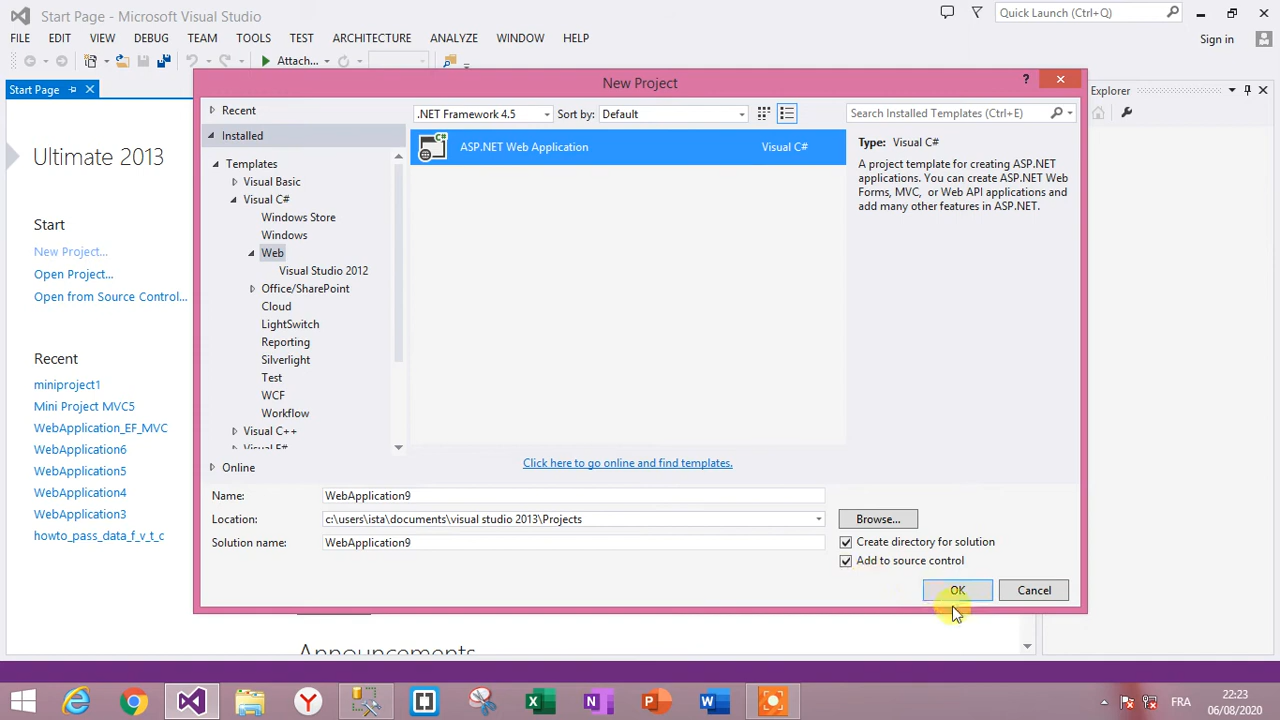 Start Page - Microsoft Visual Studio
Quick Launch (Ctrl+Q)
FILE EDIT VIEW DEBUG TEAM TOOLS TEST ARCHITECTURE ANALYZE WINDOW HELP
Sign in
Attach...
Start Page
Explorer
New Project
?
Recent
.NET Framework 4.5
Sort by: Default
Search Installed Templates (Ctrl+E)
Installed
ASP.NET Web Application
Visual C#
C#
Type: Visual C#
A project template for creating ASP.NET
applications. You can create ASP.NET Web
Forms, MVC, or Web API applications and
add many other features in ASP.NET.
Templates
Visual Basic
Visual C#
Windows Store
Windows
Web
Visual Studio 2012
Office/SharePoint
Cloud
LightSwitch
Reporting
Silverlight
Test
WCF
Workflow
Visual C++
Visual F#
Online
Click here to go online and find templates.
Name: WebApplication9
Location: c:\users\ista\documents\visual studio 2013\Projects
Browse...
Solution name: WebApplication9
Create directory for solution
Add to source control
OK
Cancel
Ultimate 2013
Start
New Project...
Open Project...
Open from Source Control...
Recent
miniproject1
Mini Project MVC5
WebApplication_EF_MVC
WebApplication6
WebApplication5
WebApplication4
WebApplication3
howto_pass_data_f_v_t_c
Announcements
FR
22:23
06/08/2020